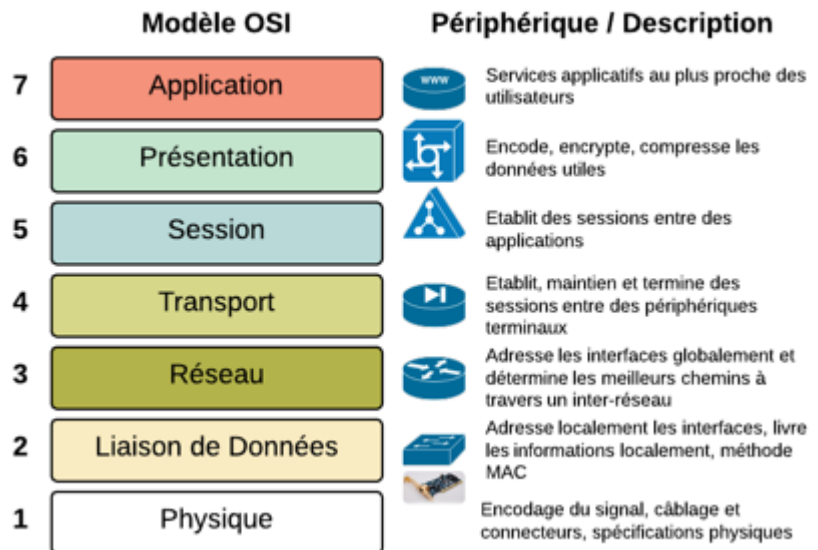 Modèle OSI
Périphérique / Description
7
Application
www
Services applicatifs au plus proche des
utilisateurs
6
Présentation
Encode, encrypte, compresse les
données utiles
5
Session
Etablit des sessions entre des
applications
4
Transport
Etablit, maintien et termine des
sessions entre des périphériques
terminaux
3
Réseau
Adresse les interfaces globalement et
détermine les meilleurs chemins à
travers un inter-réseau
2
Liaison de Données
Adresse localement les interfaces, livre
les informations localement, méthode
MAC
1
Physique
Encodage du signal, câblage et
connecteurs, spécifications physiques